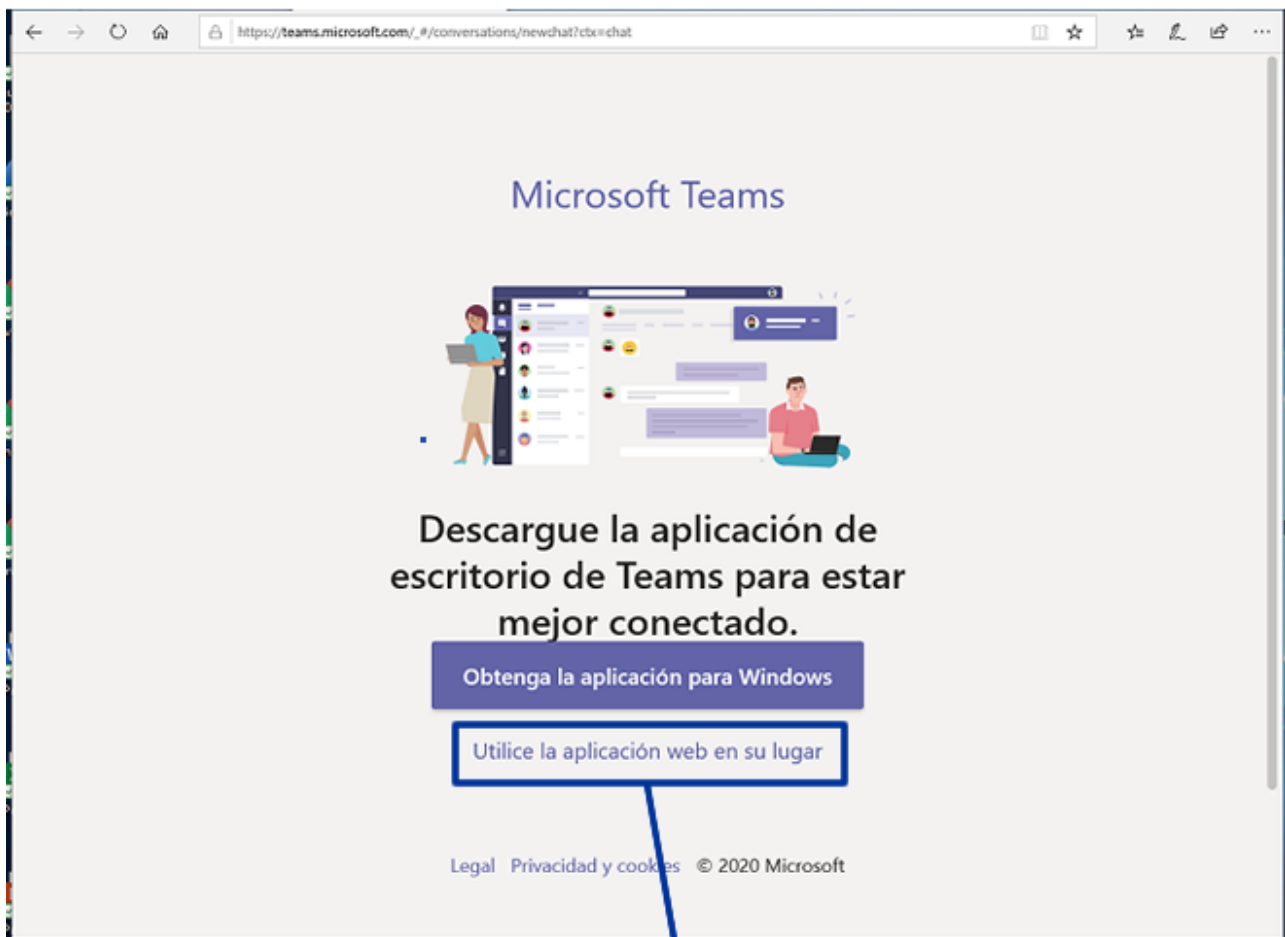 https://teams.microsoft.com/_#/conversations/newchat?ctx=chat
Microsoft Teams
Descargue la aplicación de
escritorio de Teams para estar
mejor conectado.
Obtenga la aplicación para Windows
Utilice la aplicación web en su lugar
Legal Privacidad y cookies © 2020 Microsoft